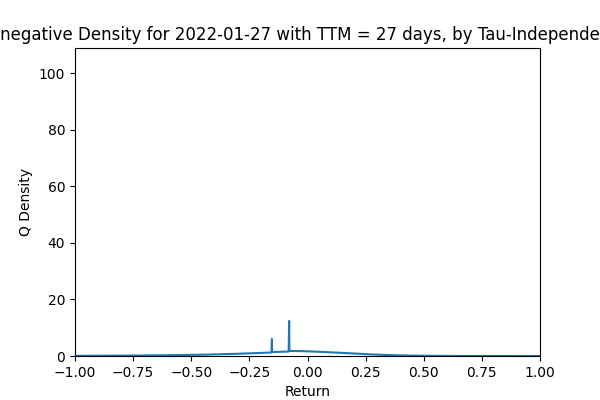 negative Density for 2022-01-27 with TTM = 27 days, by Tau-Independe
100
80
60
40
20
0
Q Density
−1.00 −0.75 −0.50 −0.25 0.00 0.25 0.50 0.75 1.00
Return